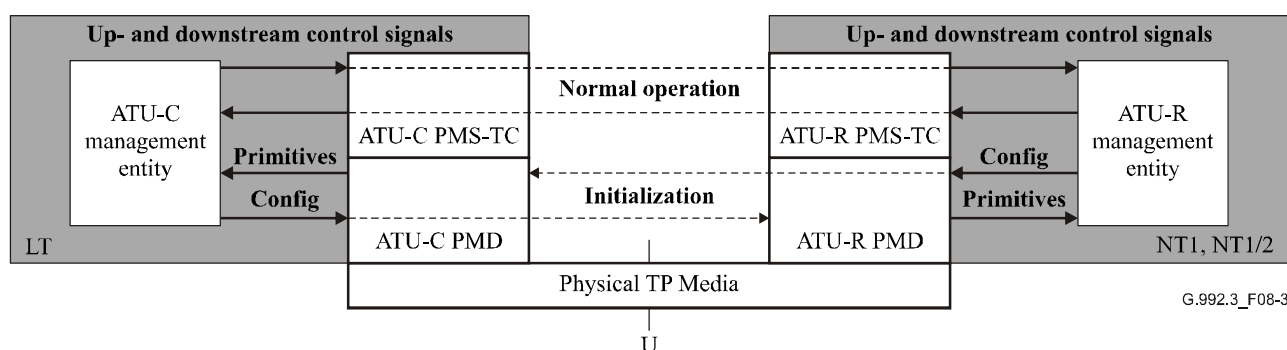 Up- and downstream control signals
Up- and downstream control signals
Normal operation
ATU-C
management
entity
ATU-R
management
entity
ATU-C PMS-TC
ATU-R PMS-TC
Primitives
Config
Config
Initialization
Primitives
ATU-C PMD
ATU-R PMD
LT
NT1, NT1/2
Physical TP Media
G.992.3_F08-3
U